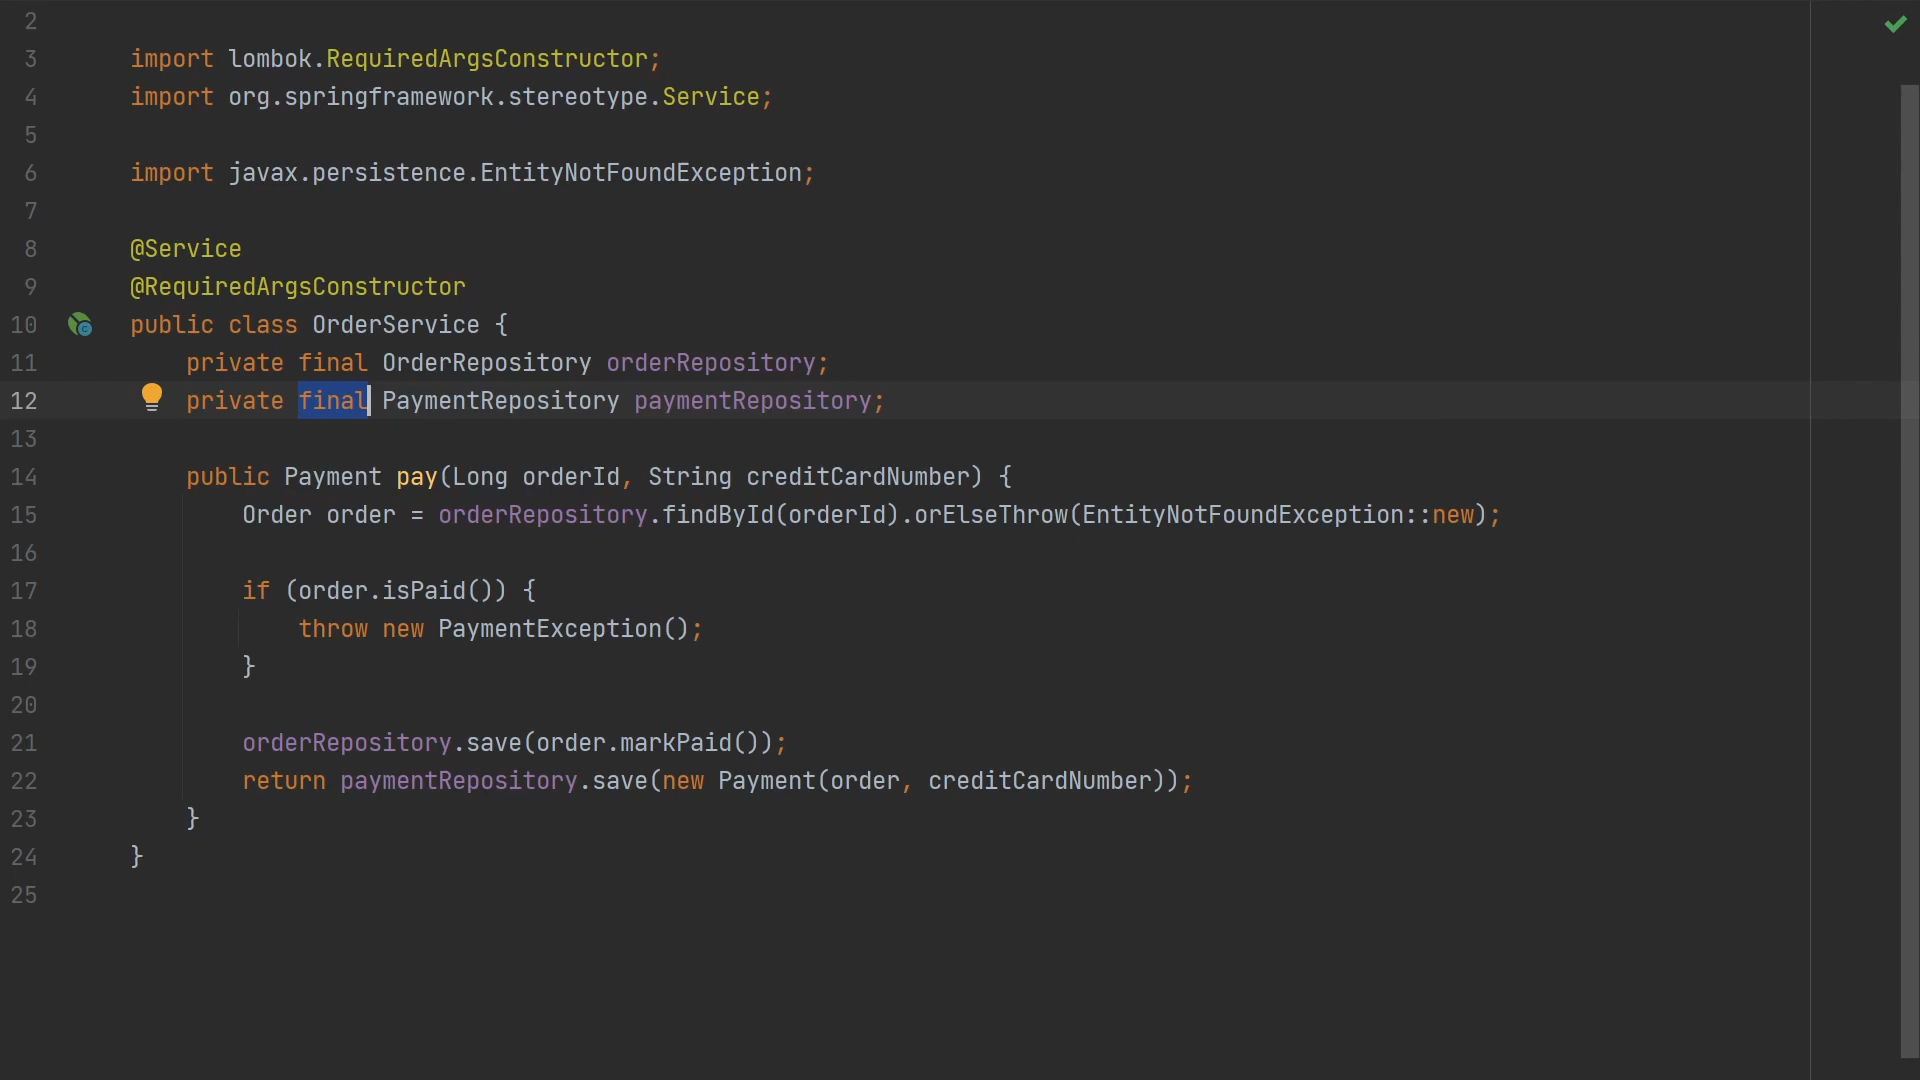 2
3 import lombok.RequiredArgsConstructor;
4 import org.springframework.stereotype.Service;
5
6 import javax.persistence.EntityNotFoundException;
7
8 @Service
9 @RequiredArgsConstructor
10 public class OrderService {
11     private final OrderRepository orderRepository;
12     private final PaymentRepository paymentRepository;
13
14     public Payment pay(Long orderId, String creditCardNumber) {
15         Order order = orderRepository.findById(orderId).orElseThrow(EntityNotFoundException::new);
16
17         if (order.isPaid()) {
18             throw new PaymentException();
19         }
20
21         orderRepository.save(order.markPaid());
22         return paymentRepository.save(new Payment(order, creditCardNumber));
23     }
24 }
25